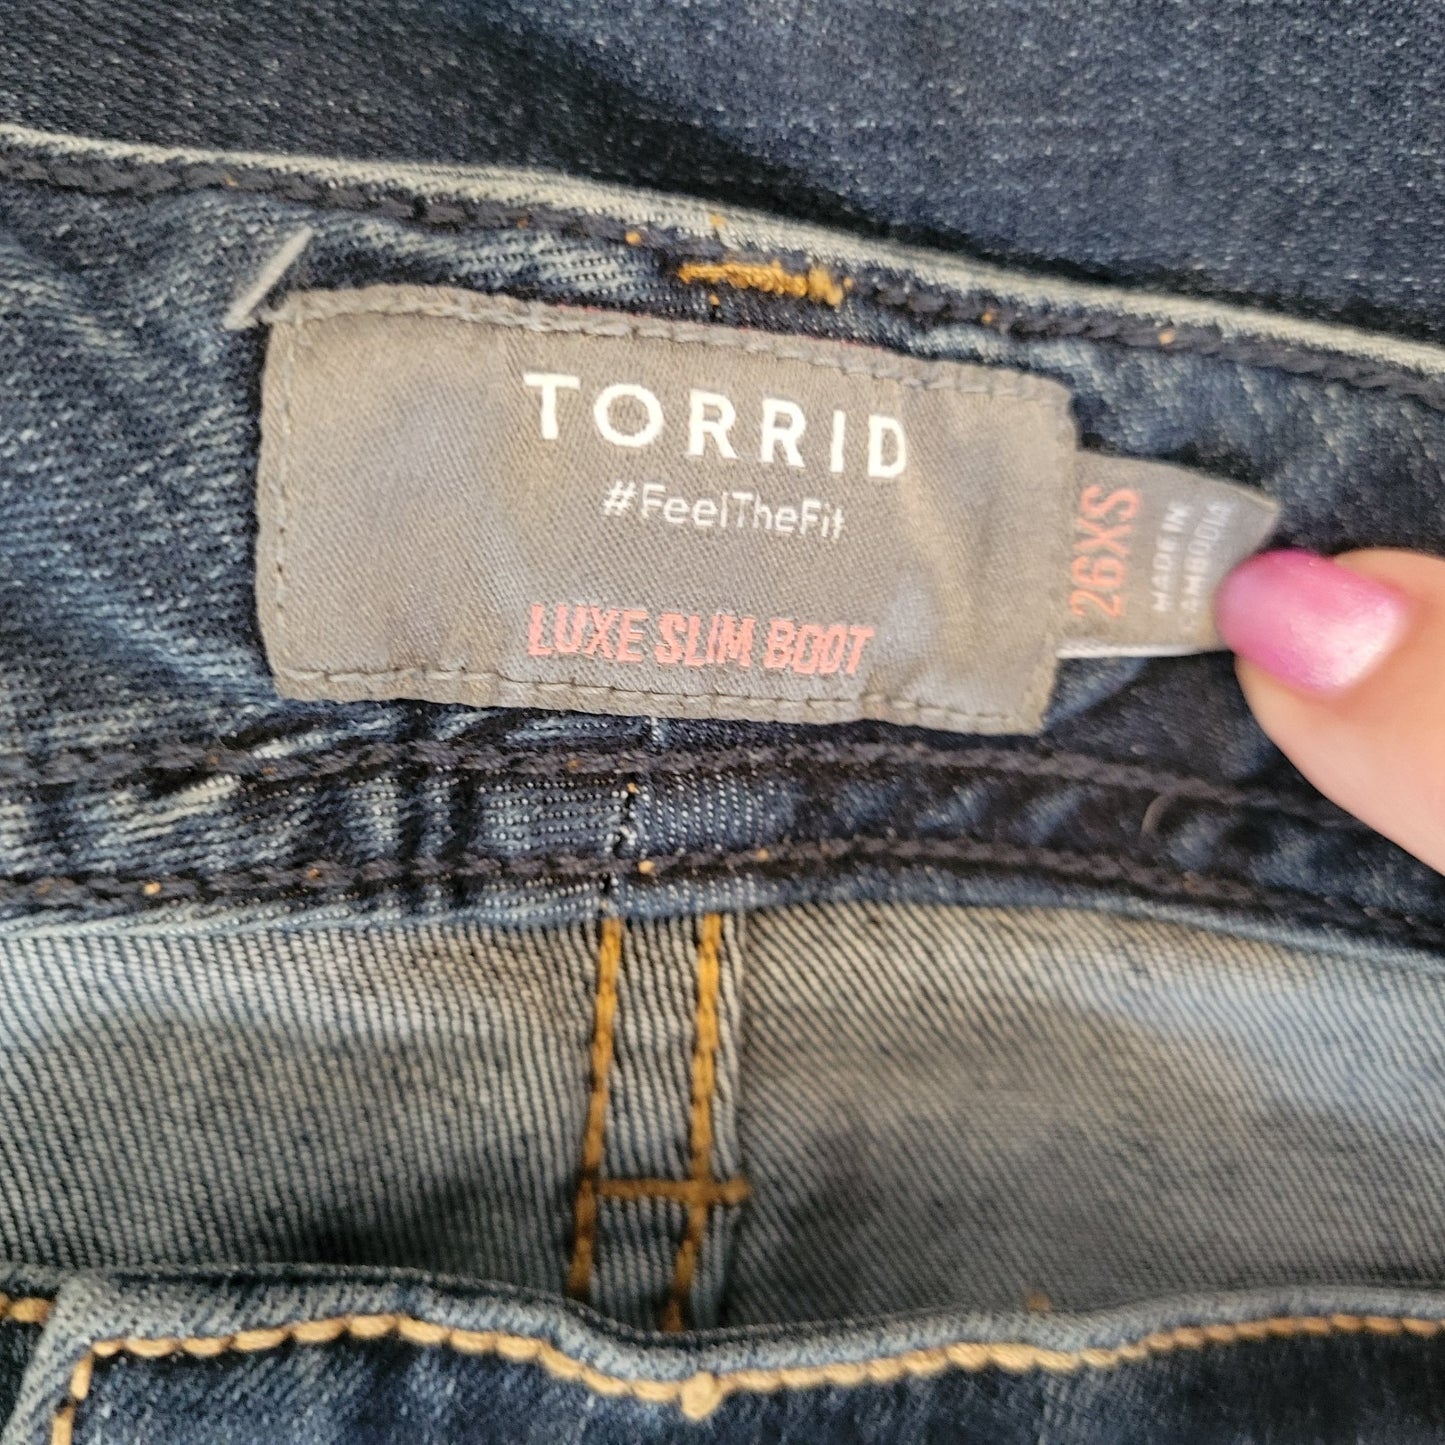 TORRID
#FeelTheFit
LUXE SLIM BOOT
26XS
MADE IN
CAMBODIA